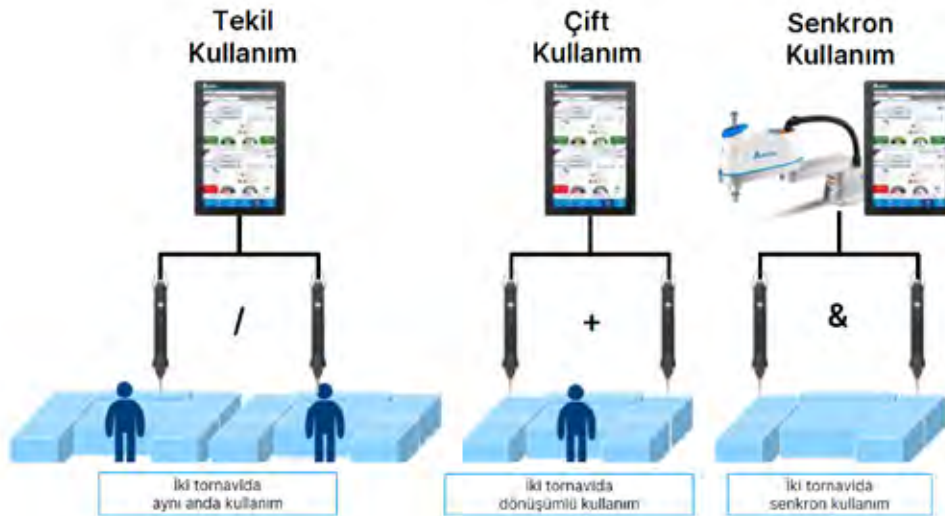 Tekil
Kullanım
Çift
Kullanım
Senkron
Kullanım
/
+
&
İki tornavida
aynı anda kullanım
İki tornavida
dönüşümlü kullanım
İki tornavida
senkron kullanım